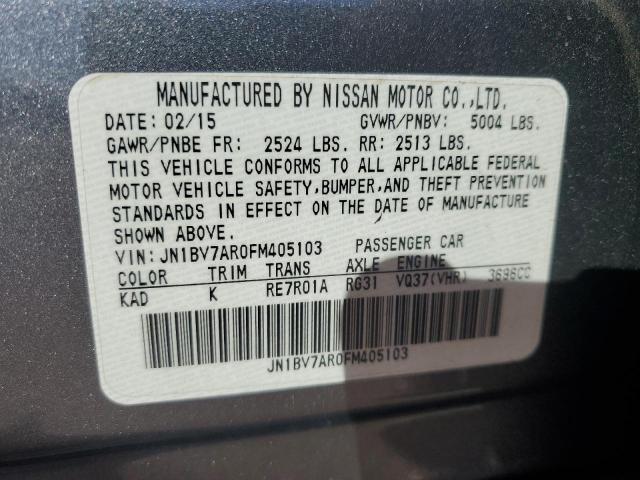 MANUFACTURED BY NISSAN MOTOR CO.,LTD.
DATE: 02/15 GVWR/PNBV: 5004 LBS.
GAWR/PNBE FR: 2524 LBS. RR: 2513 LBS.
THIS VEHICLE CONFORMS TO ALL APPLICABLE FEDERAL
MOTOR VEHICLE SAFETY,BUMPER,AND THEFT PREVENTION
STANDARDS IN EFFECT ON THE DATE OF MANUFACTURE
SHOWN ABOVE.
VIN: JN1BV7AR0FM405103 PASSENGER CAR
COLOR TRIM TRANS AXLE ENGINE
KAD K RE7R01A RG31 VQ37(VHR) 3696CC
JN1BV7AR0FM405103